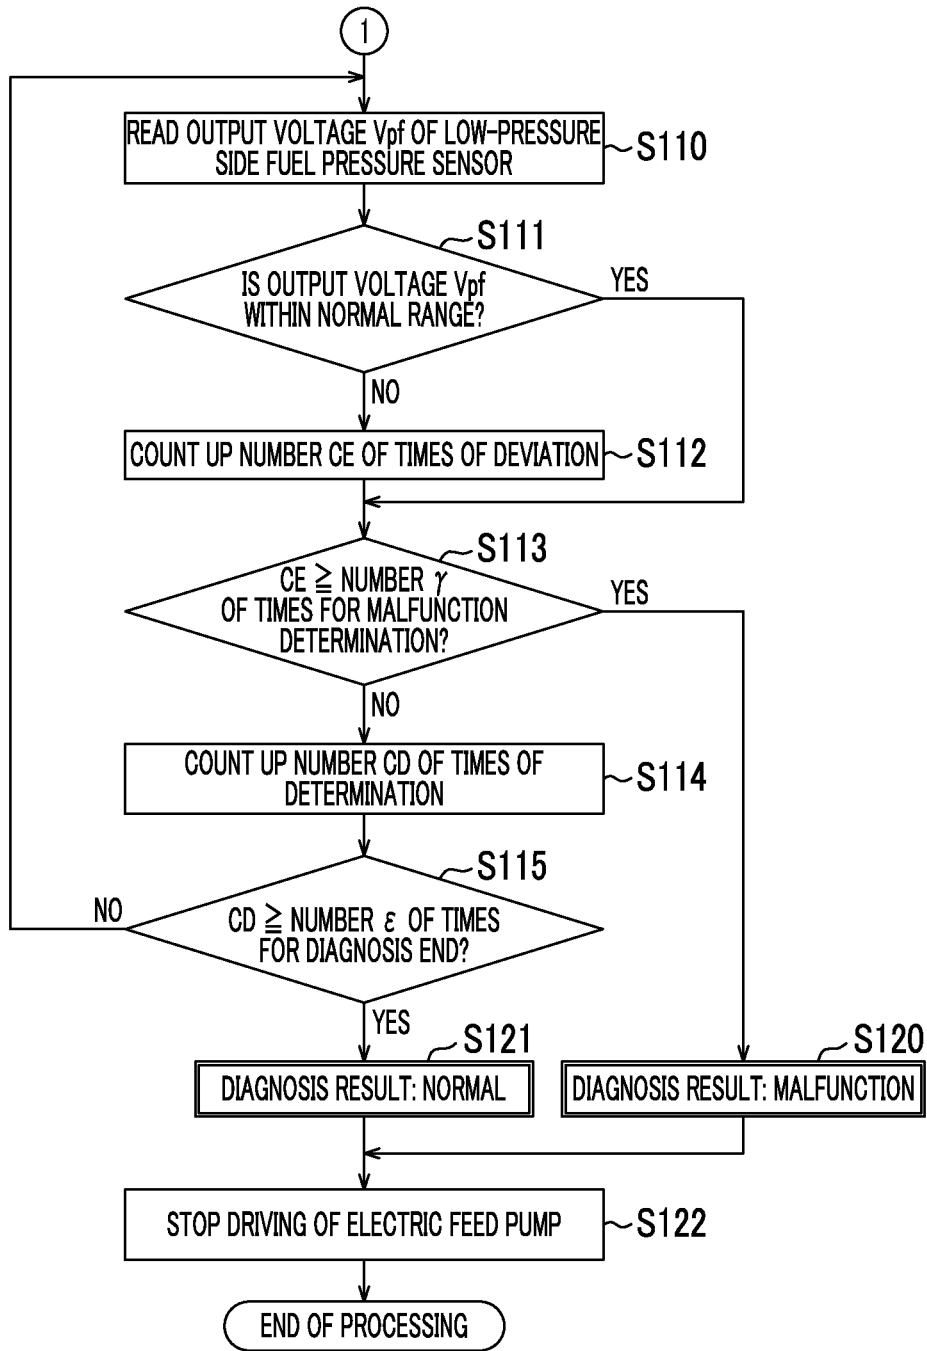 1
READ OUTPUT VOLTAGE Vpf OF LOW-PRESSURE
SIDE FUEL PRESSURE SENSOR
S110
S111
IS OUTPUT VOLTAGE Vpf
WITHIN NORMAL RANGE?
YES
NO
COUNT UP NUMBER CE OF TIMES OF DEVIATION
S112
S113
CE ≧ NUMBER γ
OF TIMES FOR MALFUNCTION
DETERMINATION?
YES
NO
COUNT UP NUMBER CD OF TIMES OF
DETERMINATION
S114
S115
CD ≧ NUMBER ε OF TIMES
FOR DIAGNOSIS END?
NO
YES
S121
DIAGNOSIS RESULT: NORMAL
S120
DIAGNOSIS RESULT: MALFUNCTION
STOP DRIVING OF ELECTRIC FEED PUMP
S122
END OF PROCESSING